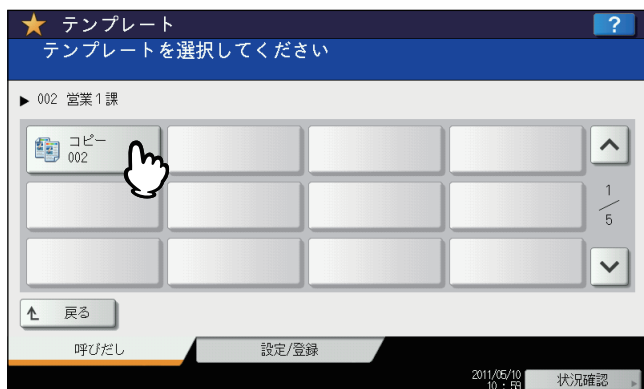 テンプレート
?
テンプレートを選択してください
▶ 002 営業1課
コピー
002
1
5
戻る
呼びだし
設定/登録
2011/05/10
10:59
状況確認